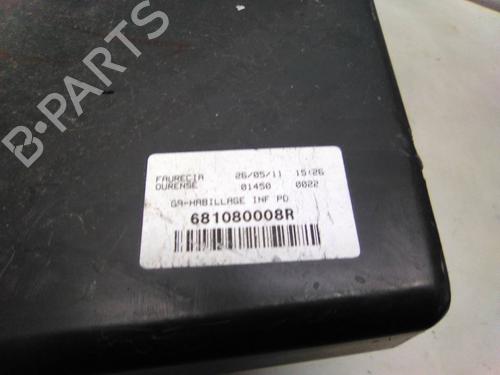 FAURECIA 26/05/11 15:26
OURENSE 01450 0022
GA-HABILLAGE INF PD
681080008R
B-PARTS